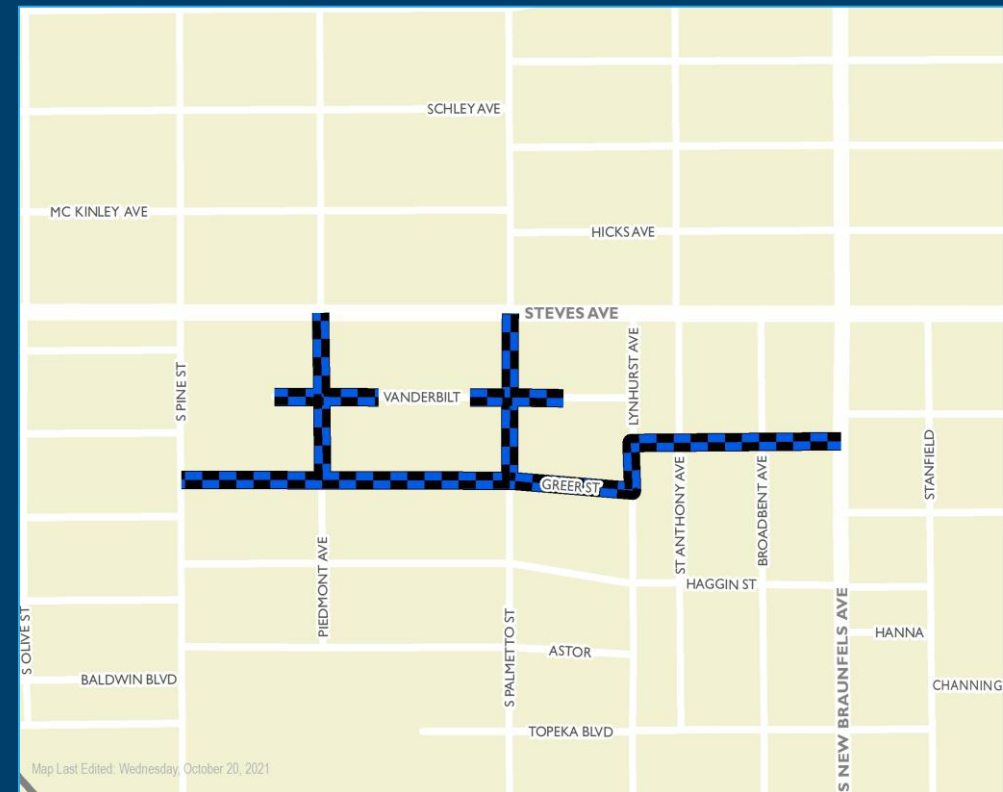 SCHLEY AVE
MC KINLEY AVE
HICKS AVE
STEVES AVE
S PINE ST
VANDERBILT
LYNHURST AVE
GREER ST
STANFIELD
ST ANTHONY AVE
BROADBENT AVE
PIEDMONT AVE
HAGGIN ST
S OLIVE ST
S PALMETTO ST
S NEW BRAUNFELS AVE
HANNA
ASTOR
BALDWIN BLVD
CHANNING
TOPEKA BLVD
Map Last Edited: Wednesday, October 20, 2021